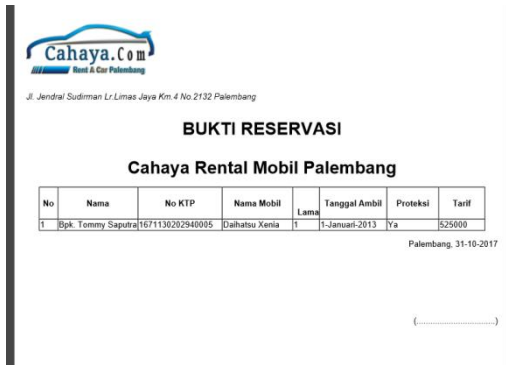 Cahaya.Com
Rent & Car Palembang
Jl. Jendral Sudirman Lr.Limas Jaya Km.4 No.2132 Palembang
BUKTI RESERVASI
Cahaya Rental Mobil Palembang
No Nama No KTP Nama Mobil Lama Tanggal Ambil Proteksi Tarif
1 Bpk. Tommy Saputra 1671130202940005 Daihatsu Xenia 1 1-Januari-2013 Ya 525000
Palembang, 31-10-2017
(................................)